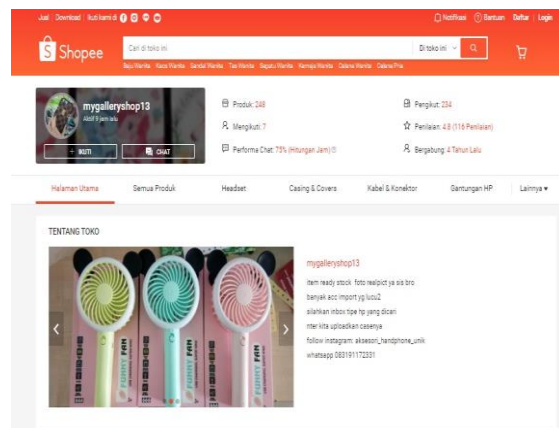 Jual | Download | Ikuti kami di
Notifikasi Bantuan Daftar | Login
Shopee
Cari di toko ini
Di toko ini
Baju Wanita Kaos Wanita Sandal Wanita Tas Wanita Sepatu Wanita Kemeja Wanita Celana Wanita Celana Pria
mygalleryshop13
Aktif 9 jam lalu
+ IKUTI
CHAT
Produk: 248
Pengikut: 234
Mengikuti: 7
Penilaian: 4.8 (116 Penilaian)
Performa Chat: 75% (Hitungan Jam)
Bergabung: 4 Tahun Lalu
Halaman Utama Semua Produk Headset Casing & Covers Kabel & Konektor Gantungan HP Lainnya
TENTANG TOKO
mygalleryshop13
item ready stock foto realpict ya sis bro
banyak acc import yg lucu2
silahkan inbox tipe hp yang dicari
nter kita uploadkan casenya
follow instagram: aksesori_handphone_unik
whatsapp 083191172331
FUNNY FAN
FUNNY FAN
FUNNY FAN